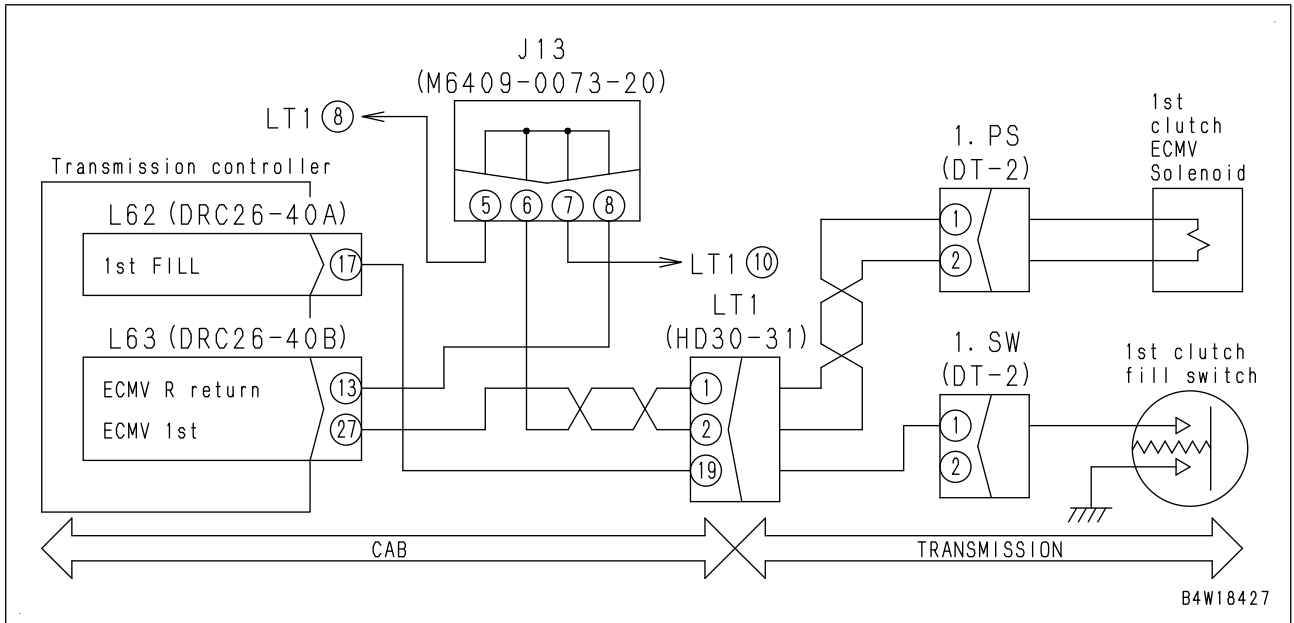 J13
(M6409-0073-20)
LT1 ⑧
⑤ ⑥ ⑦ ⑧
LT1 ⑩
Transmission controller
L62 (DRC26-40A)
1st FILL ⑰
L63 (DRC26-40B)
ECMV R return ⑬
ECMV 1st ㉗
LT1
(HD30-31)
①
②
⑲
1. PS
(DT-2)
①
②
1st
clutch
ECMV
Solenoid
1. SW
(DT-2)
①
②
1st clutch
fill switch
CAB
TRANSMISSION
B4W18427